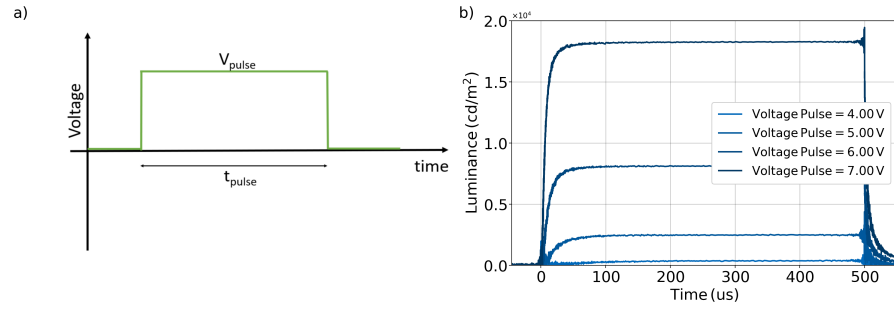 a)
Voltage
V_pulse
t_pulse
time
b)
×10⁴
Luminance (cd/m²)
2.0
1.5
1.0
0.5
0.0
Voltage Pulse = 4.00 V
Voltage Pulse = 5.00 V
Voltage Pulse = 6.00 V
Voltage Pulse = 7.00 V
0 100 200 300 400 500
Time (us)